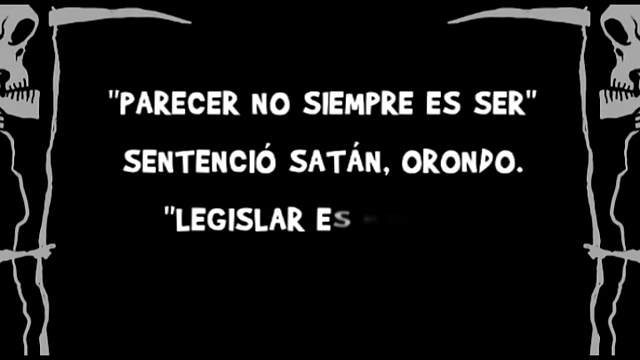 "PARECER NO SIEMPRE ES SER"
SENTENCIÓ SATÁN, ORONDO.
"LEGISLAR ES